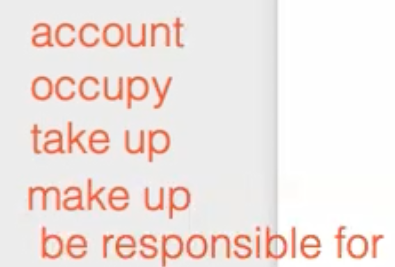 account
occupy
take up
make up
be responsible for